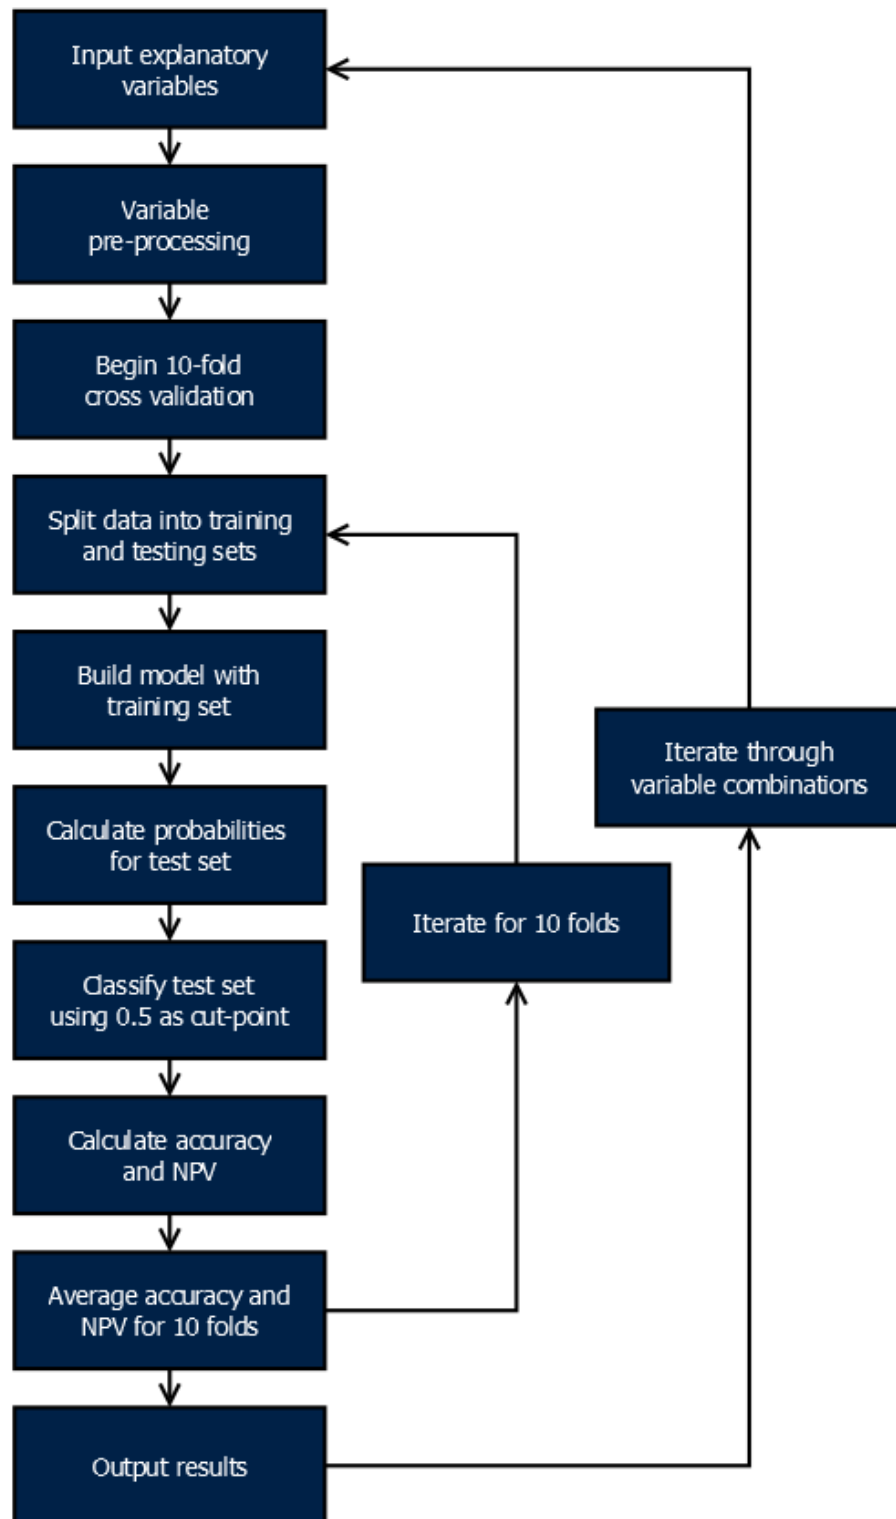 Input explanatory
variables
Variable
pre-processing
Begin 10-fold
cross validation
Split data into training
and testing sets
Build model with
training set
Calculate probabilities
for test set
Classify test set
using 0.5 as cut-point
Calculate accuracy
and NPV
Average accuracy and
NPV for 10 folds
Output results
Iterate for 10 folds
Iterate through
variable combinations